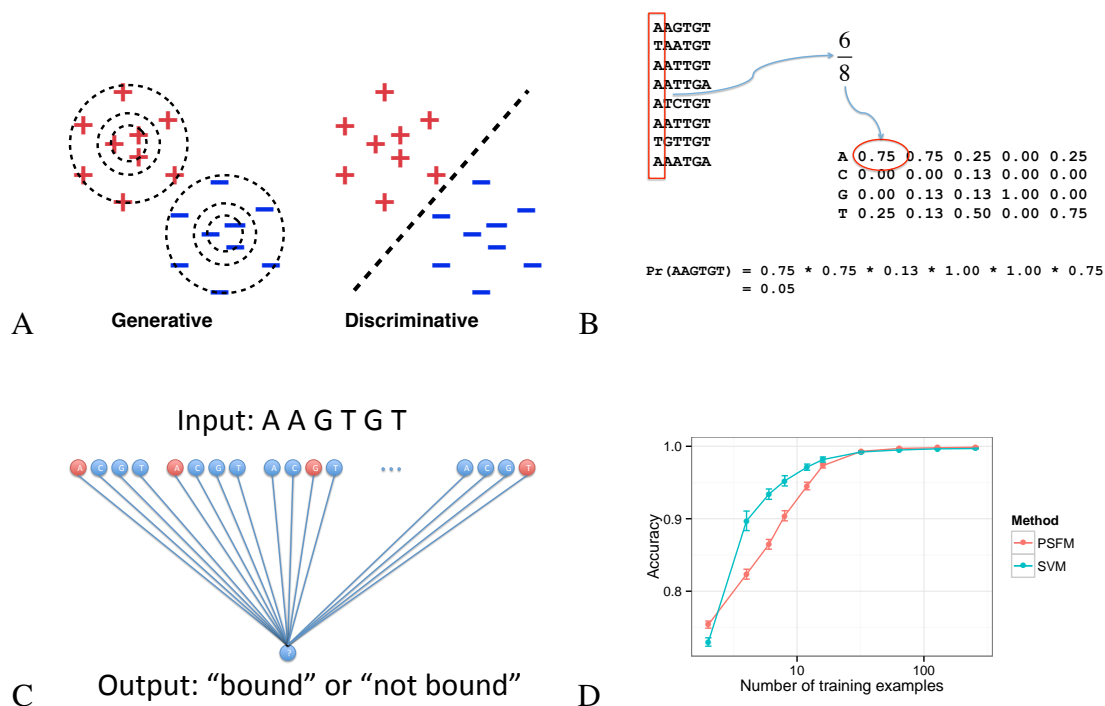 Generative Discriminative
A
AAGTGT
TAATGT
AATTGT
AATTGA
ATCTGT
AATTGT
TGTTGT
AAATGA
6
8
A 0.75 0.75 0.25 0.00 0.25
C 0.00 0.00 0.13 0.00 0.00
G 0.00 0.13 0.13 1.00 0.00
T 0.25 0.13 0.50 0.00 0.75
Pr(AAGTGT) = 0.75 * 0.75 * 0.13 * 1.00 * 1.00 * 0.75
= 0.05
B
Input: A A G T G T
A C G T A C G T A C G T ... A C G T
?
Output: “bound” or “not bound”
C
1.0
0.9
0.8
Accuracy
10 100
Number of training examples
Method
PSFM
SVM
D